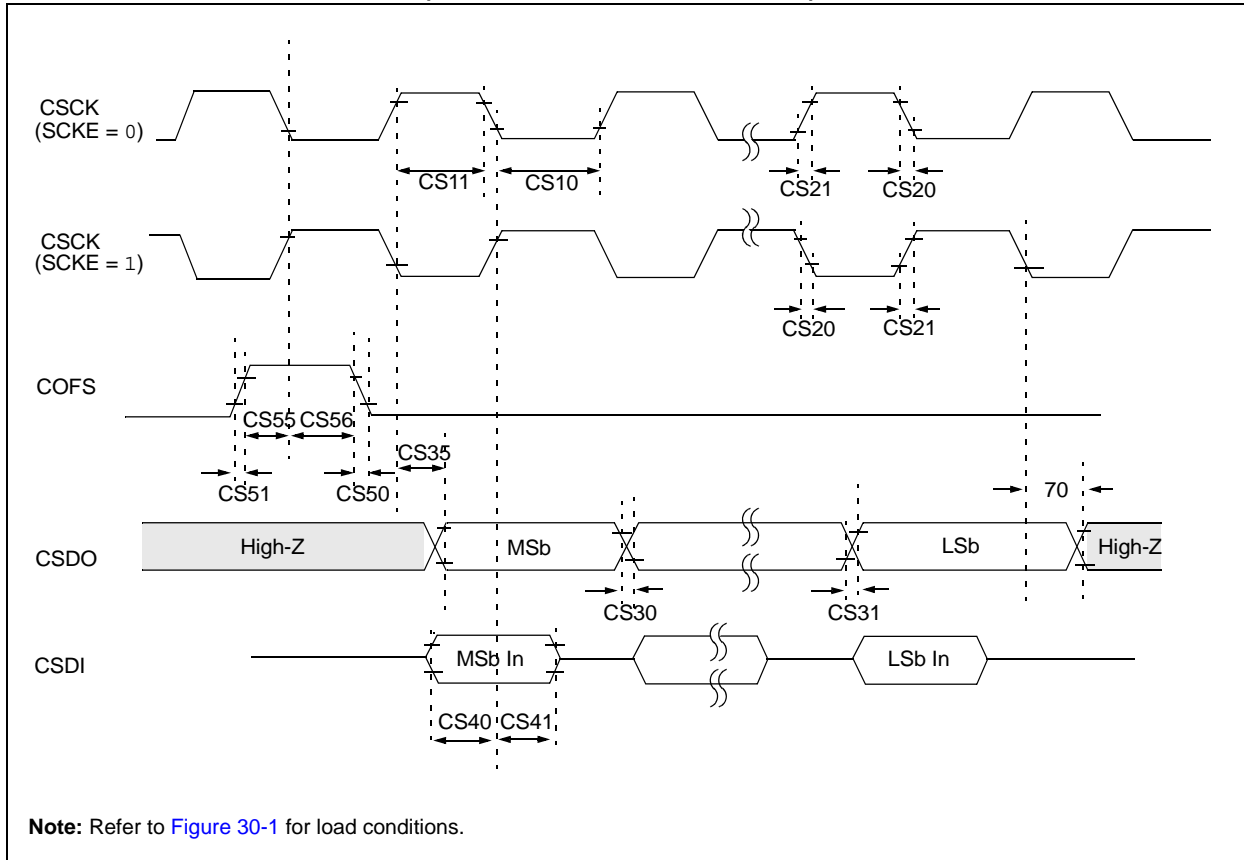 CSCK
(SCKE = 0)
CS11
CS10
CS21
CS20
CSCK
(SCKE = 1)
CS20
CS21
COFS
CS55
CS56
CS35
CS51
CS50
70
CSDO
High-Z
MSb
LSb
High-Z
CS30
CS31
CSDI
MSb In
LSb In
CS40
CS41
Note: Refer to Figure 30-1 for load conditions.